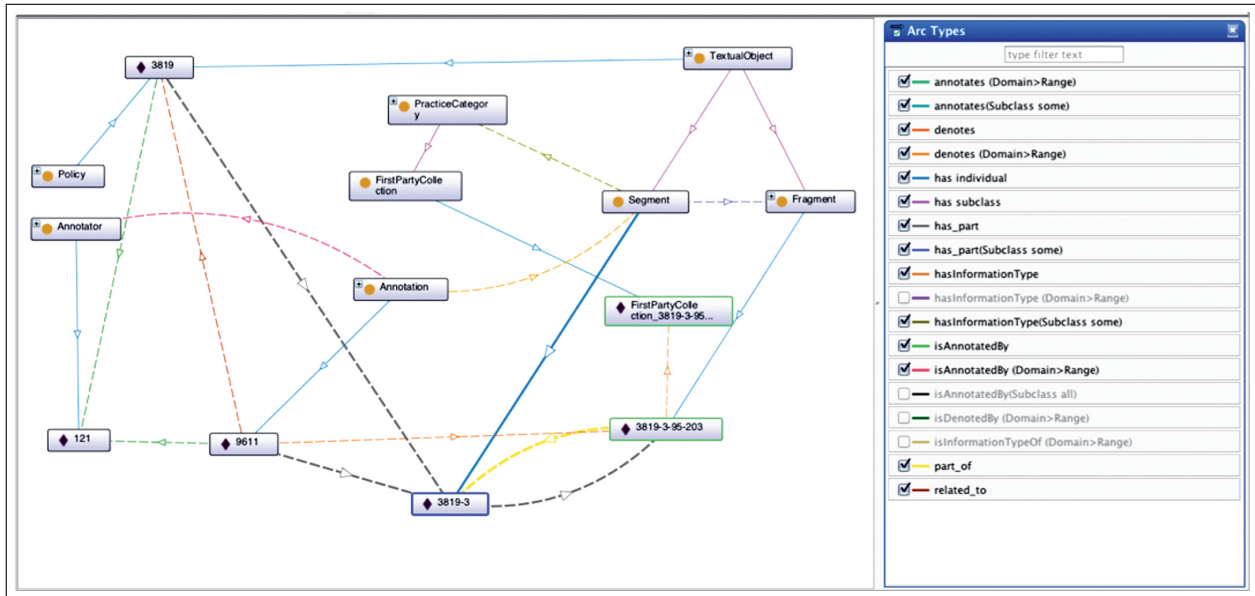 3819
TextualObject
PracticeCategor
y
Policy
FirstPartyColle
ction
Segment
Fragment
Annotator
Annotation
FirstPartyColle
ction_3819-3-95...
121
9611
3819-3-95-203
3819-3
Arc Types
type filter text
annotates (Domain>Range)
annotates(Subclass some)
denotes
denotes (Domain>Range)
has individual
has subclass
has_part
has_part(Subclass some)
hasInformationType
hasInformationType (Domain>Range)
hasInformationType(Subclass some)
isAnnotatedBy
isAnnotatedBy (Domain>Range)
isAnnotatedBy(Subclass all)
isDenotedBy (Domain>Range)
isInformationTypeOf (Domain>Range)
part_of
related_to